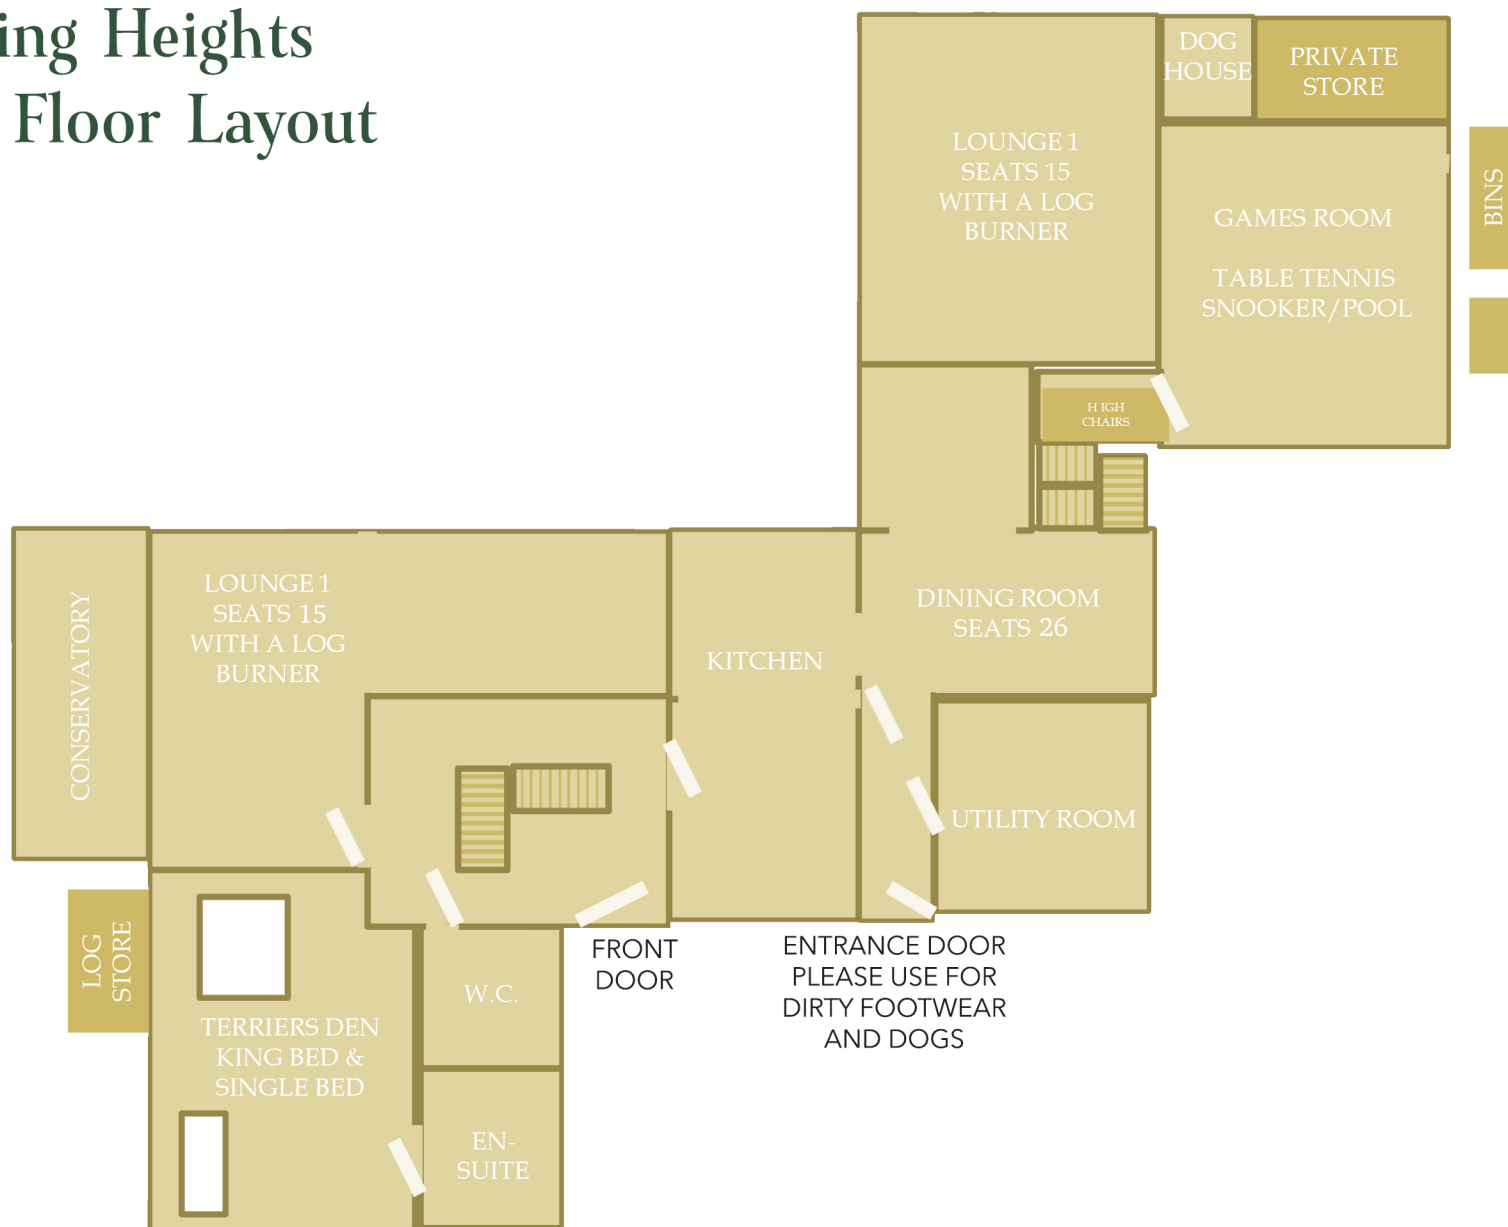 ing Heights
Floor Layout
DOG
HOUSE
PRIVATE
STORE
LOUNGE 1
SEATS 15
WITH A LOG
BURNER
BINS
GAMES ROOM
TABLE TENNIS
SNOOKER/POOL
H IGH
CHAIRS
CONSERVATORY
LOUNGE 1
SEATS 15
WITH A LOG
BURNER
KITCHEN
DINING ROOM
SEATS 26
UTILITY ROOM
LOG
STORE
FRONT
DOOR
ENTRANCE DOOR
PLEASE USE FOR
DIRTY FOOTWEAR
AND DOGS
W.C.
TERRIERS DEN
KING BED &
SINGLE BED
EN-
SUITE